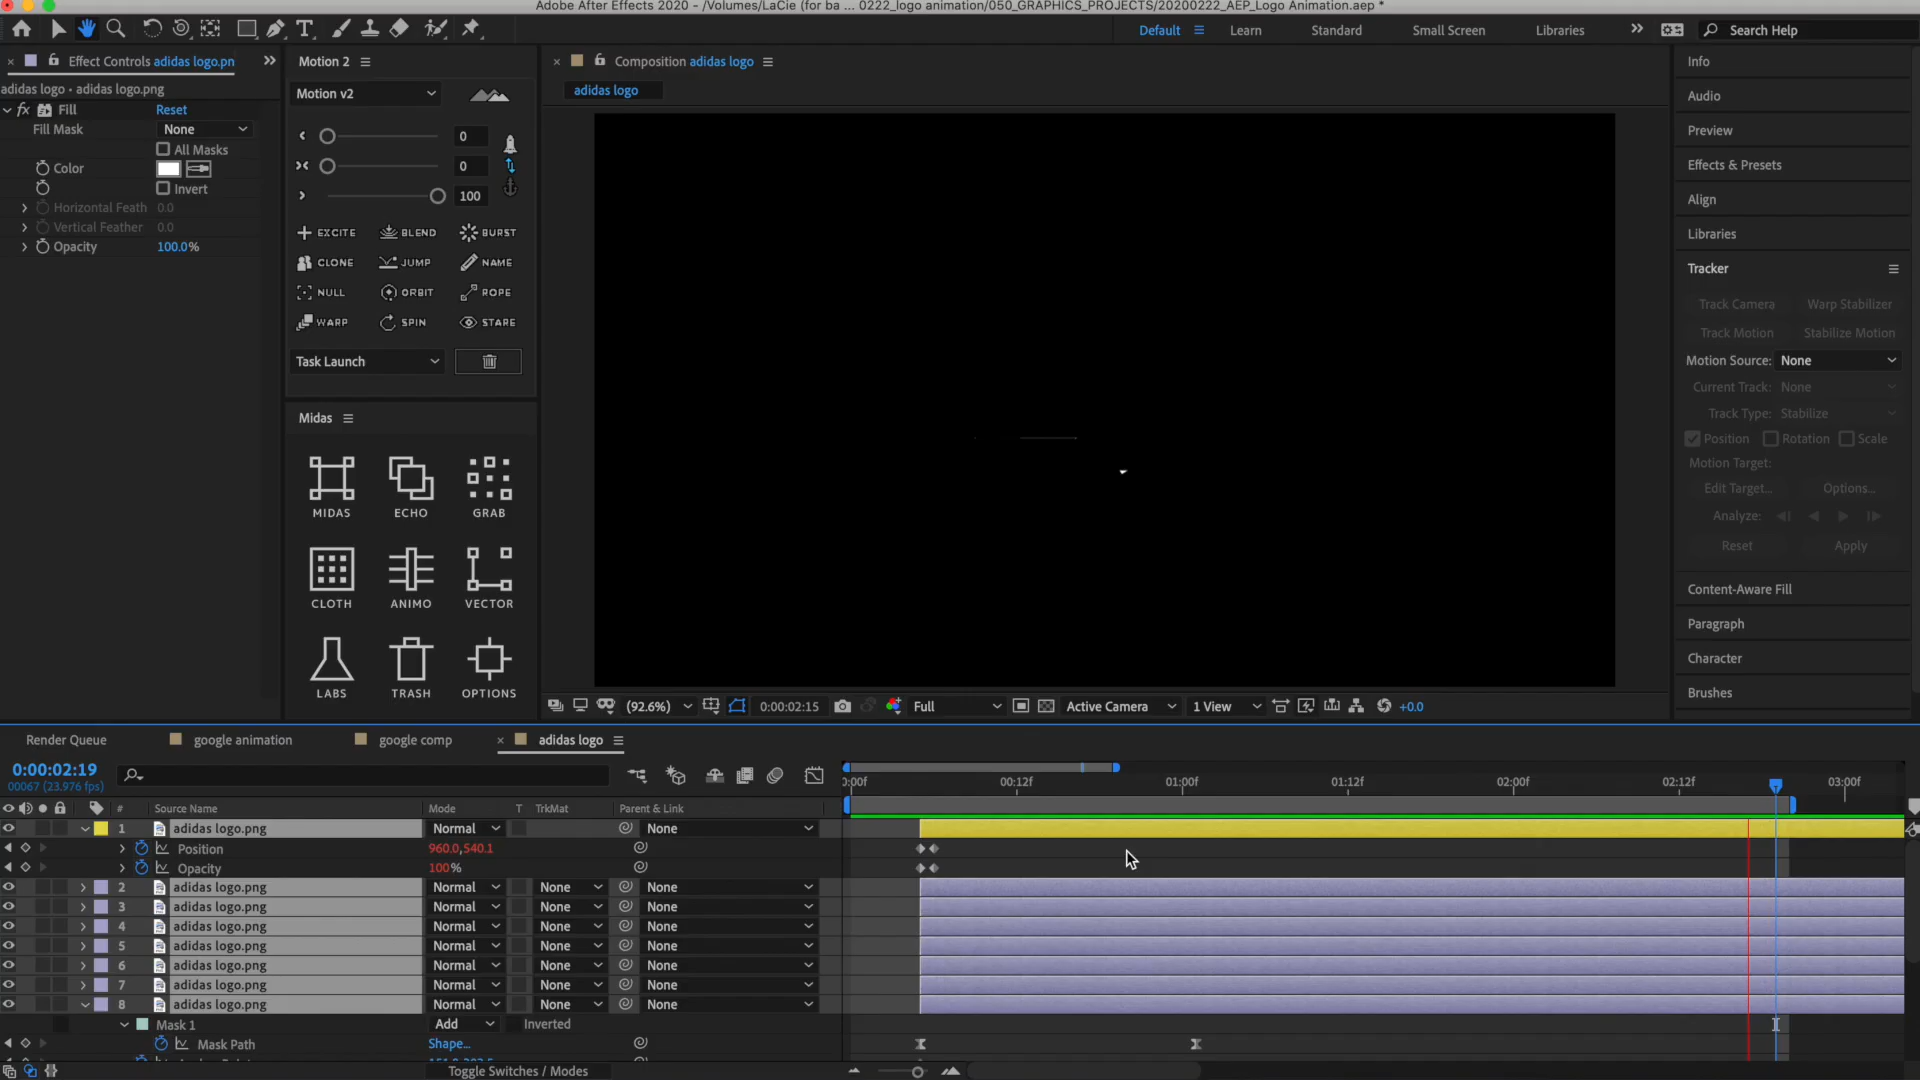 Adobe After Effects 2020 - /Volumes/LaCie (for ba ... 0222_logo animation/050_GRAPHICS_PROJECTS/20200222_AEP_Logo Animation.aep *
Default Learn Standard Small Screen Libraries Search Help
Effect Controls adidas logo.pn
adidas logo • adidas logo.png
fx Fill Reset
Fill Mask None
All Masks
Color
Invert
Horizontal Feath 0.0
Vertical Feather 0.0
Opacity 100.0%
Motion 2
Motion v2
0
0
100
EXCITE BLEND BURST
CLONE JUMP NAME
NULL ORBIT ROPE
WARP SPIN STARE
Task Launch
Midas
MIDAS ECHO GRAB
CLOTH ANIMO VECTOR
LABS TRASH OPTIONS
Composition adidas logo
adidas logo
(92.6%) 0:00:02:15 Full Active Camera 1 View +0.0
Info
Audio
Preview
Effects & Presets
Align
Libraries
Tracker
Track Camera Warp Stabilizer
Track Motion Stabilize Motion
Motion Source: None
Current Track: None
Track Type: Stabilize
Position Rotation Scale
Motion Target:
Edit Target... Options...
Analyze:
Reset Apply
Content-Aware Fill
Paragraph
Character
Brushes
Render Queue google animation google comp adidas logo
0:00:02:19
00067 (23.976 fps)
:00f 00:12f 01:00f 01:12f 02:00f 02:12f 03:00f
# Source Name Mode T TrkMat Parent & Link
1 adidas logo.png Normal None
Position 960.0,540.1
Opacity 100%
2 adidas logo.png Normal None None
3 adidas logo.png Normal None None
4 adidas logo.png Normal None None
5 adidas logo.png Normal None None
6 adidas logo.png Normal None None
7 adidas logo.png Normal None None
8 adidas logo.png Normal None None
Mask 1 Add Inverted
Mask Path Shape...
Toggle Switches / Modes